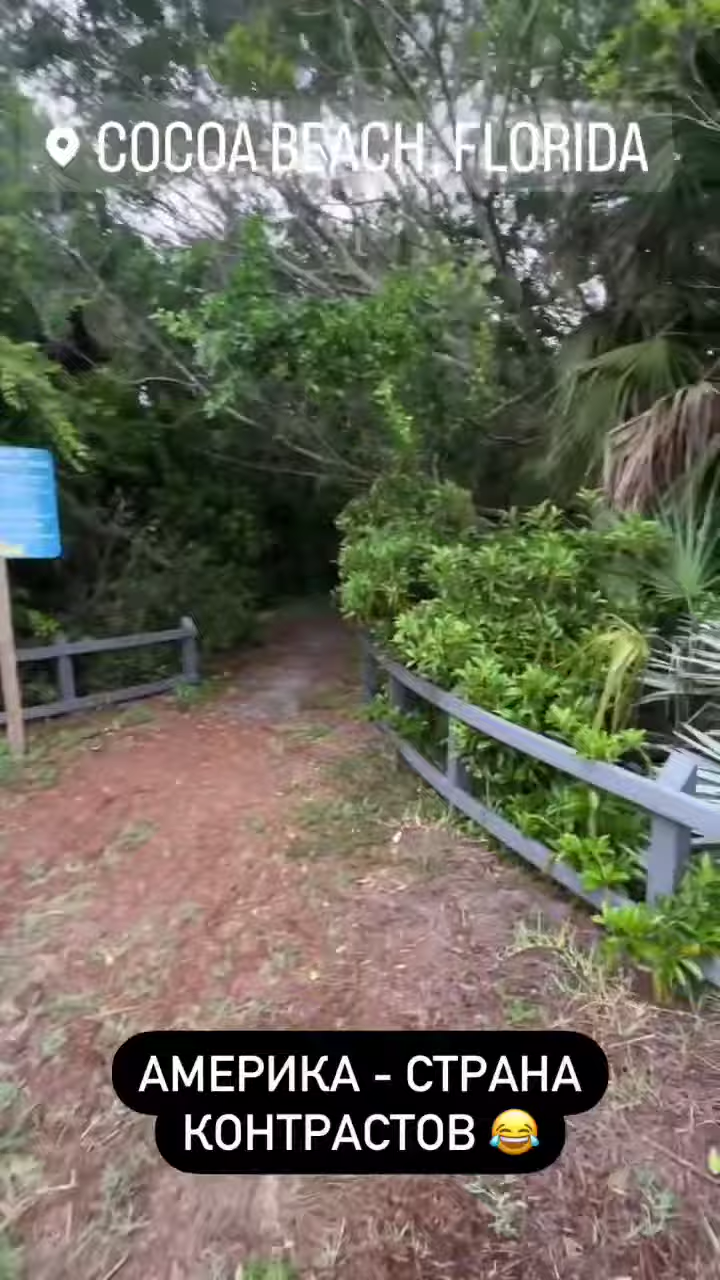 COCOA BEACH, FLORIDA
АМЕРИКА - СТРАНА
КОНТРАСТОВ 😂